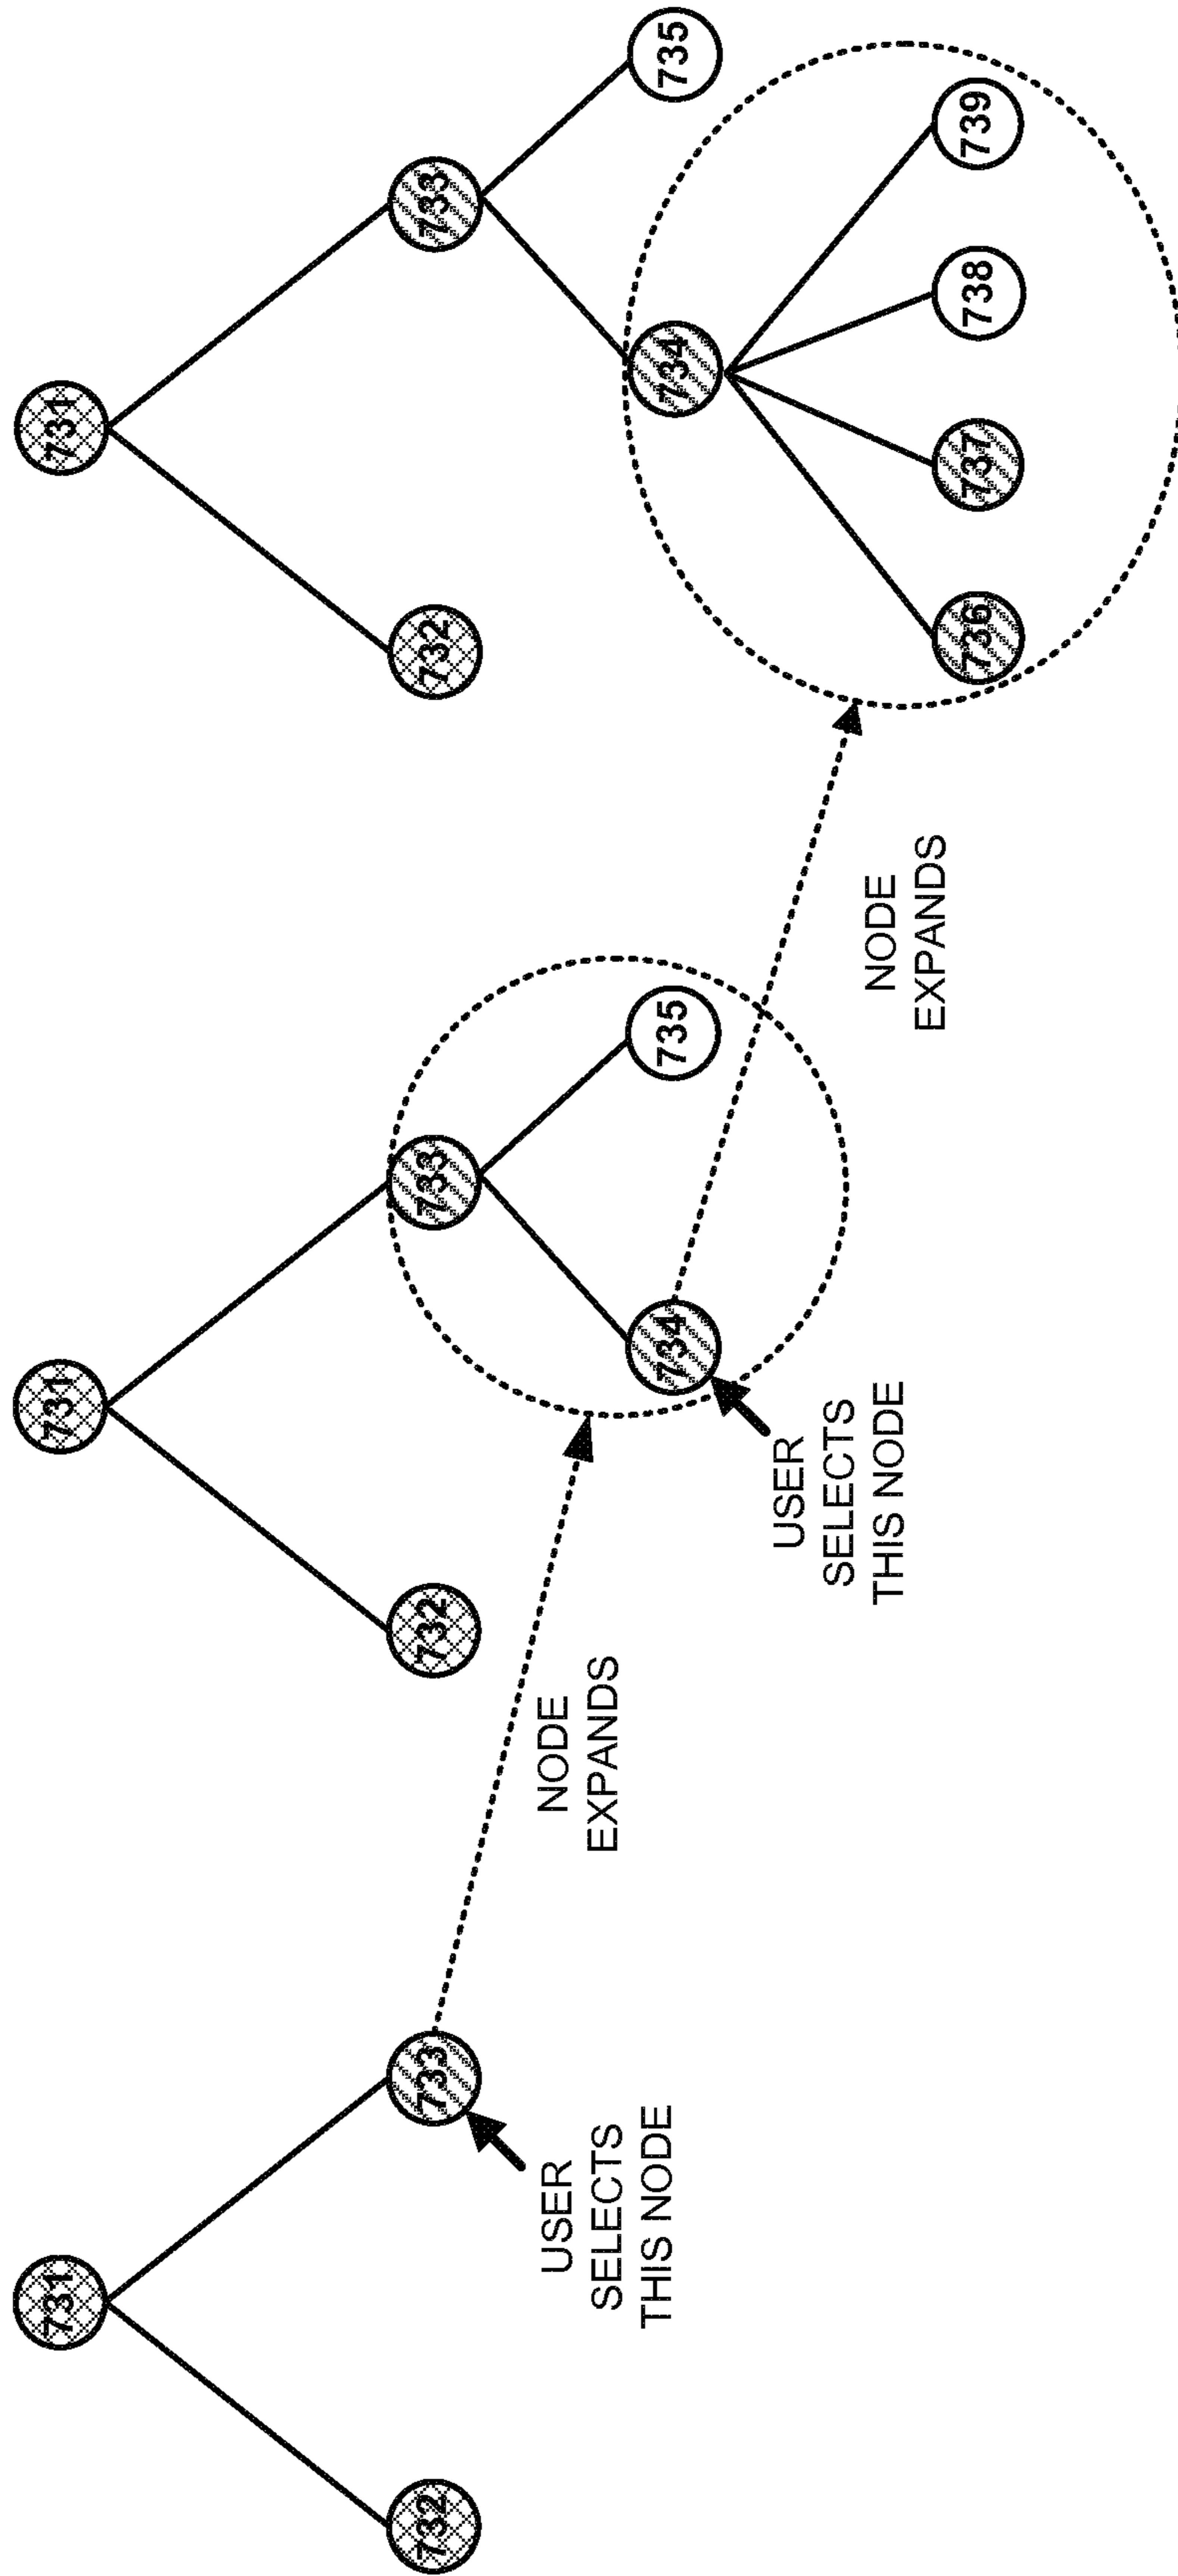 731
732
733
USER
SELECTS
THIS NODE
NODE
EXPANDS
731
732
733
734
735
USER
SELECTS
THIS NODE
NODE
EXPANDS
731
732
733
734
735
736
737
738
739